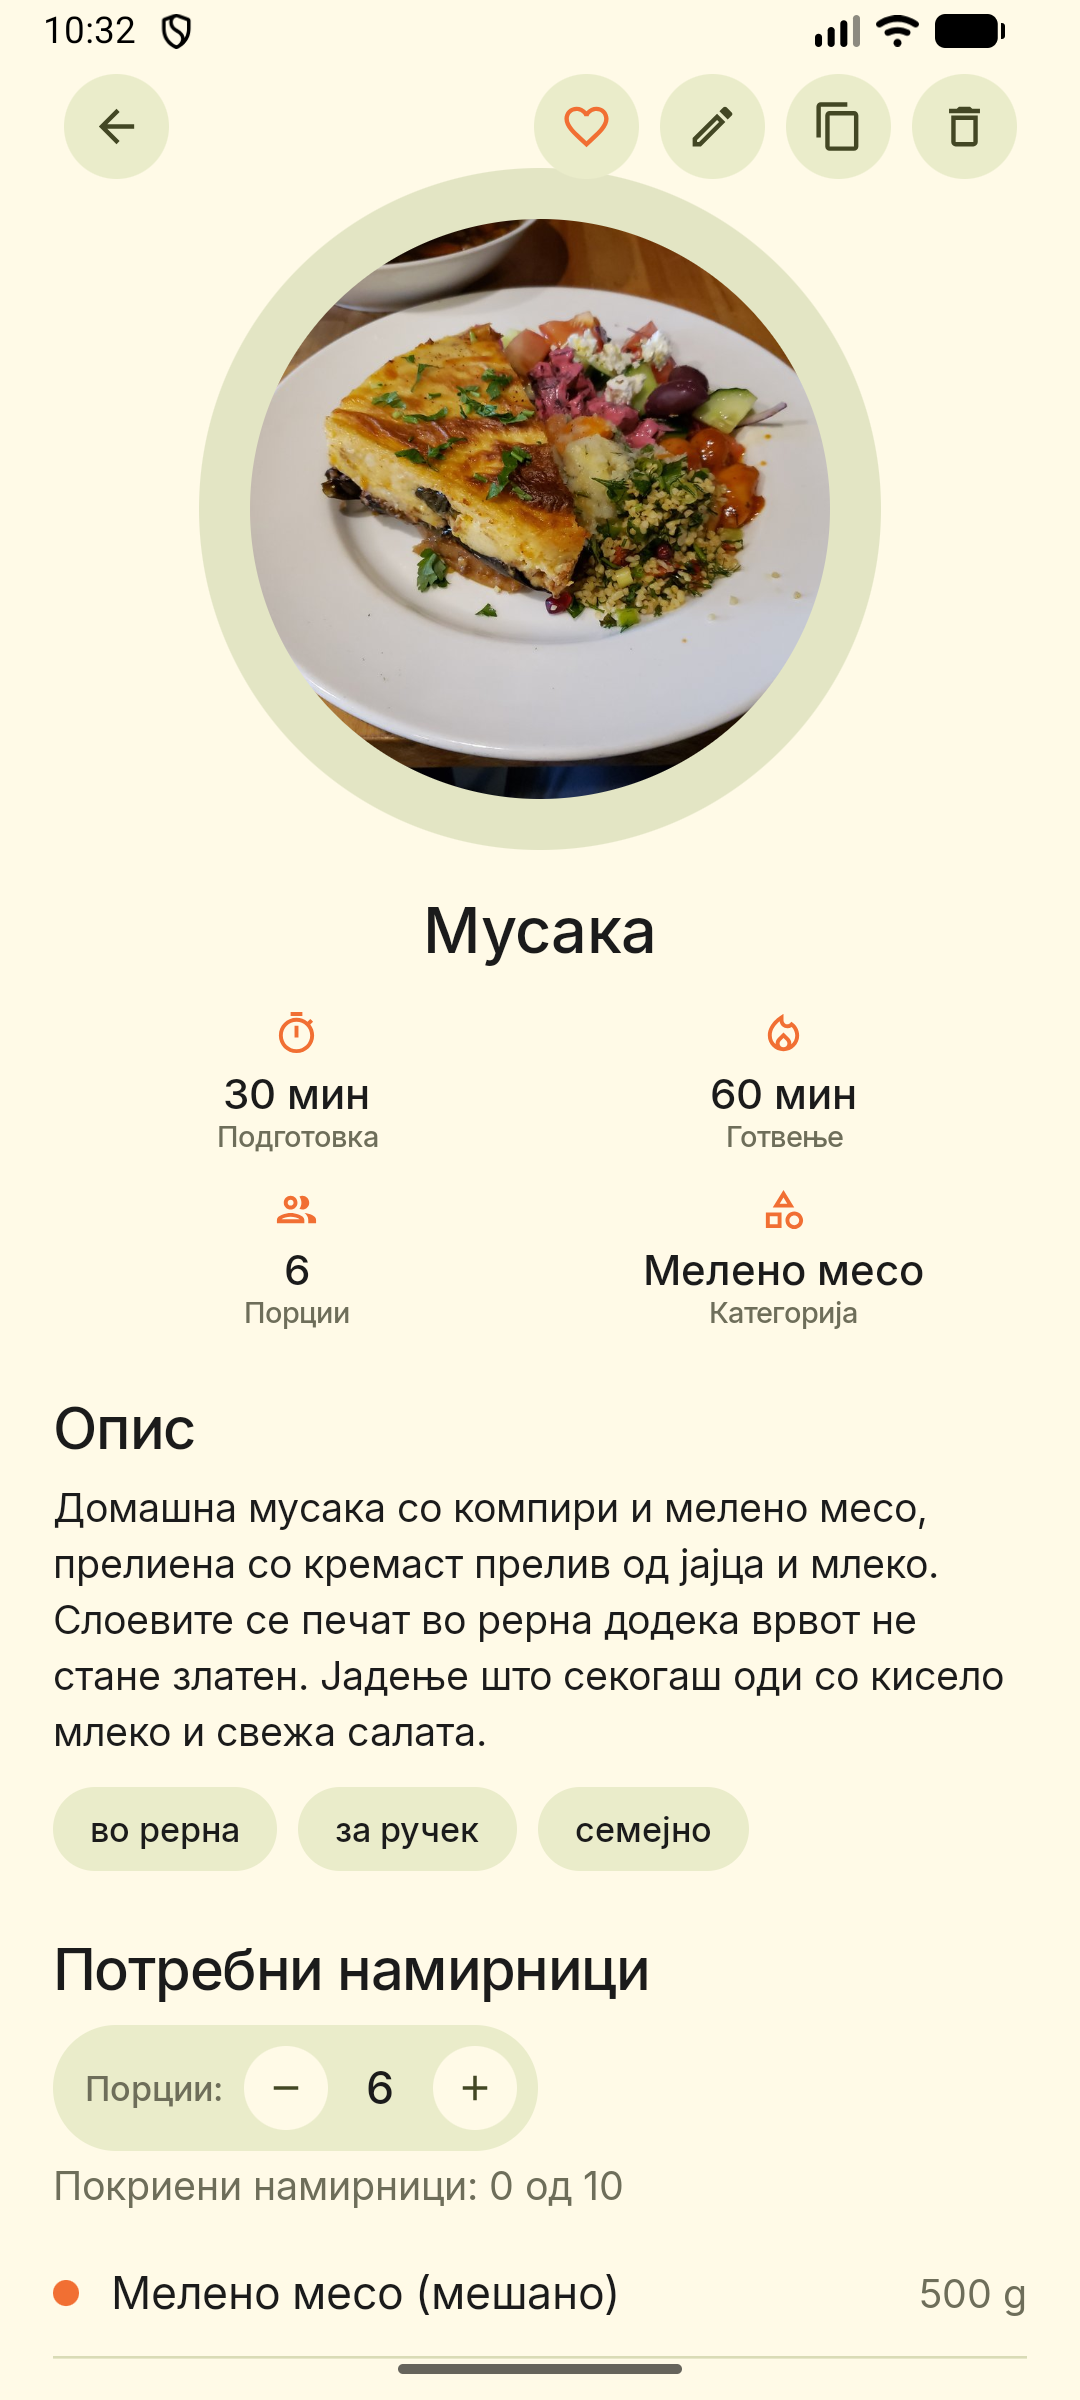 10:32
Мусака
30 мин
Подготовка
60 мин
Готвење
6
Порции
Мелено месо
Категорија
Опис
Домашна мусака со компири и мелено месо,
прелиена со кремаст прелив од јајца и млеко.
Слоевите се печат во рерна додека врвот не
стане златен. Јадење што секогаш оди со кисело
млеко и свежа салата.
во рерна за ручек семејно
Потребни намирници
Порции: − 6 +
Покриени намирници: 0 од 10
Мелено месо (мешано) 500 g